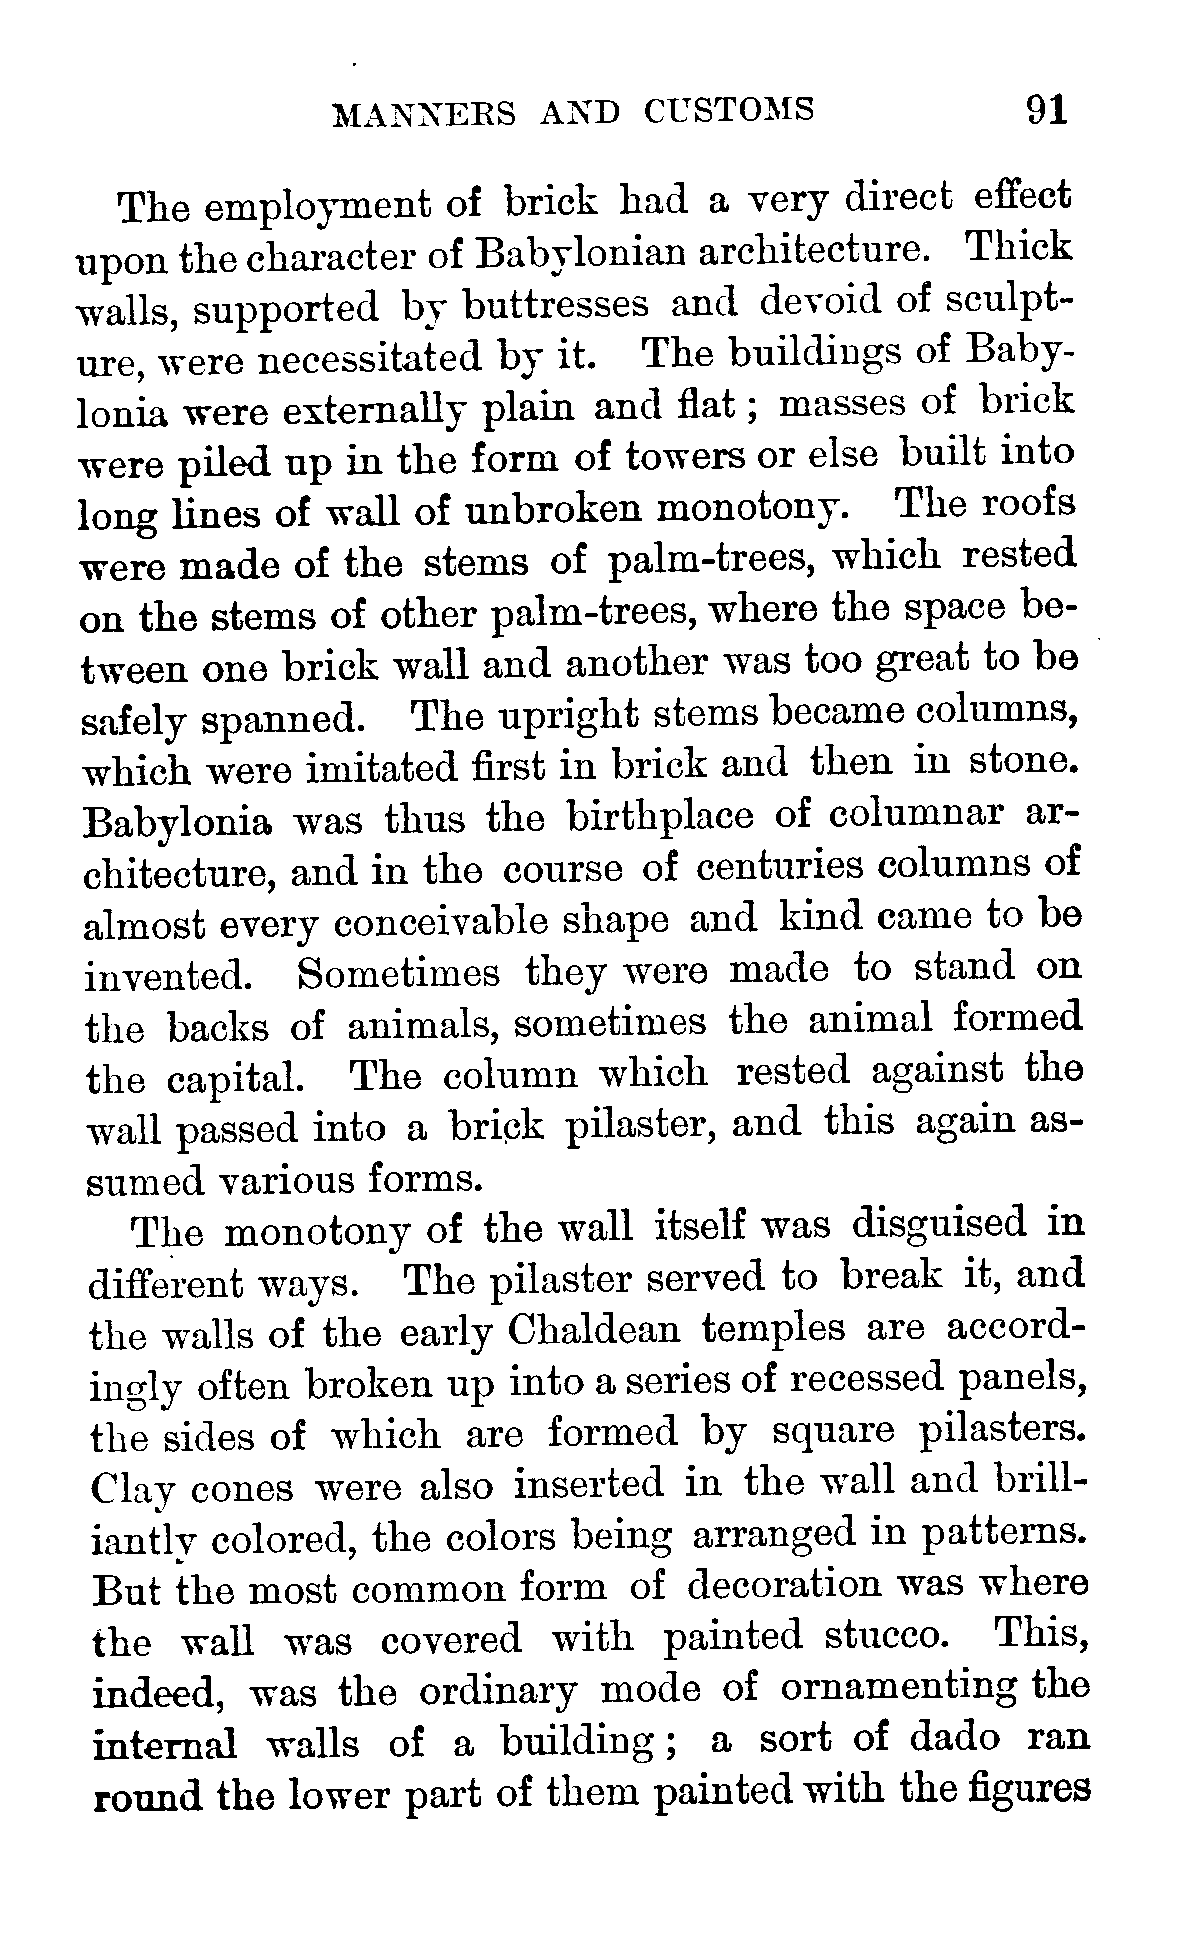 MANNERS AND CUSTOMS 91
The employment of brick had a very direct effect
upon the character of Babylonian architecture. Thick
walls, supported by buttresses and devoid of sculpt-
ure, were necessitated by it. The buildings of Baby-
lonia were externally plain and flat; masses of brick
were piled up in the form of towers or else built into
long lines of wall of unbroken monotony. The roofs
were made of the stems of palm-trees, which rested
on the stems of other palm-trees, where the space be-
tween one brick wall and another was too great to be
safely spanned. The upright stems became columns,
which were imitated first in brick and then in stone.
Babylonia was thus the birthplace of columnar ar-
chitecture, and in the course of centuries columns of
almost every conceivable shape and kind came to be
invented. Sometimes they were made to stand on
the backs of animals, sometimes the animal formed
the capital. The column which rested against the
wall passed into a brick pilaster, and this again as-
sumed various forms.
The monotony of the wall itself was disguised in
different ways. The pilaster served to break it, and
the walls of the early Chaldean temples are accord-
ingly often broken up into a series of recessed panels,
the sides of which are formed by square pilasters.
Clay cones were also inserted in the wall and brill-
iantly colored, the colors being arranged in patterns.
But the most common form of decoration was where
the wall was covered with painted stucco. This,
indeed, was the ordinary mode of ornamenting the
internal walls of a building; a sort of dado ran
round the lower part of them painted with the figures